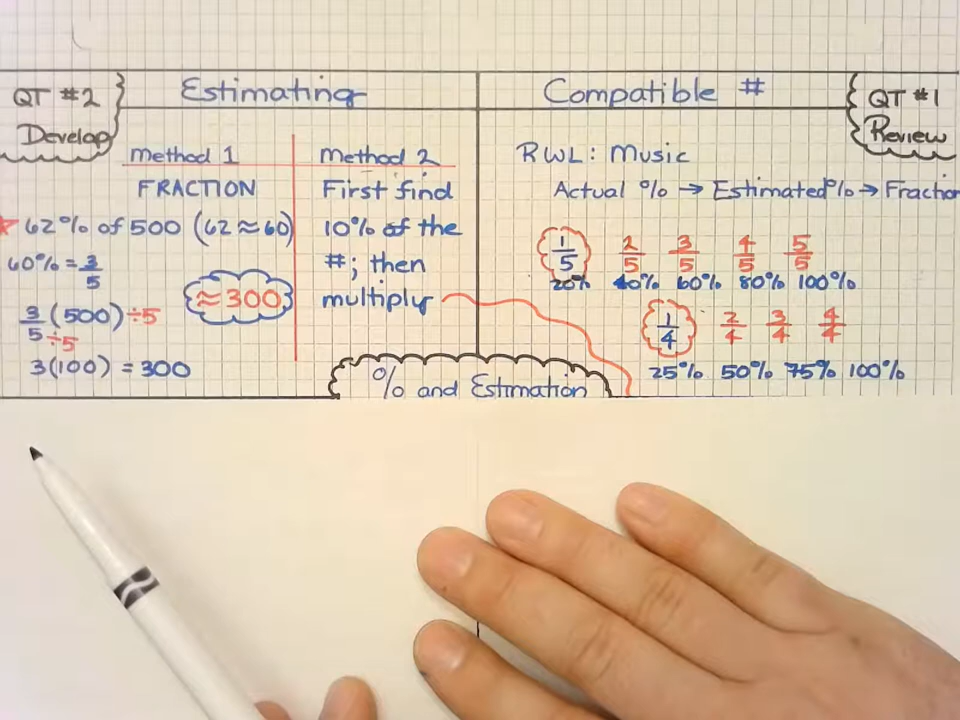 QT #2
Develop
Estimating
Method 1
FRACTION
62% of 500 (62 ≈ 60)
60% = 3/5
≈ 300
3/5 (500) ÷5
÷5
3(100) = 300
Method 2
First find
10% of the
#; then
multiply
% and Estimation
Compatible #
QT #1
Review
RWL: Music
Actual % → Estimated % → Fraction
1/5 2/5 3/5 4/5 5/5
20% 40% 60% 80% 100%
1/4 2/4 3/4 4/4
25% 50% 75% 100%